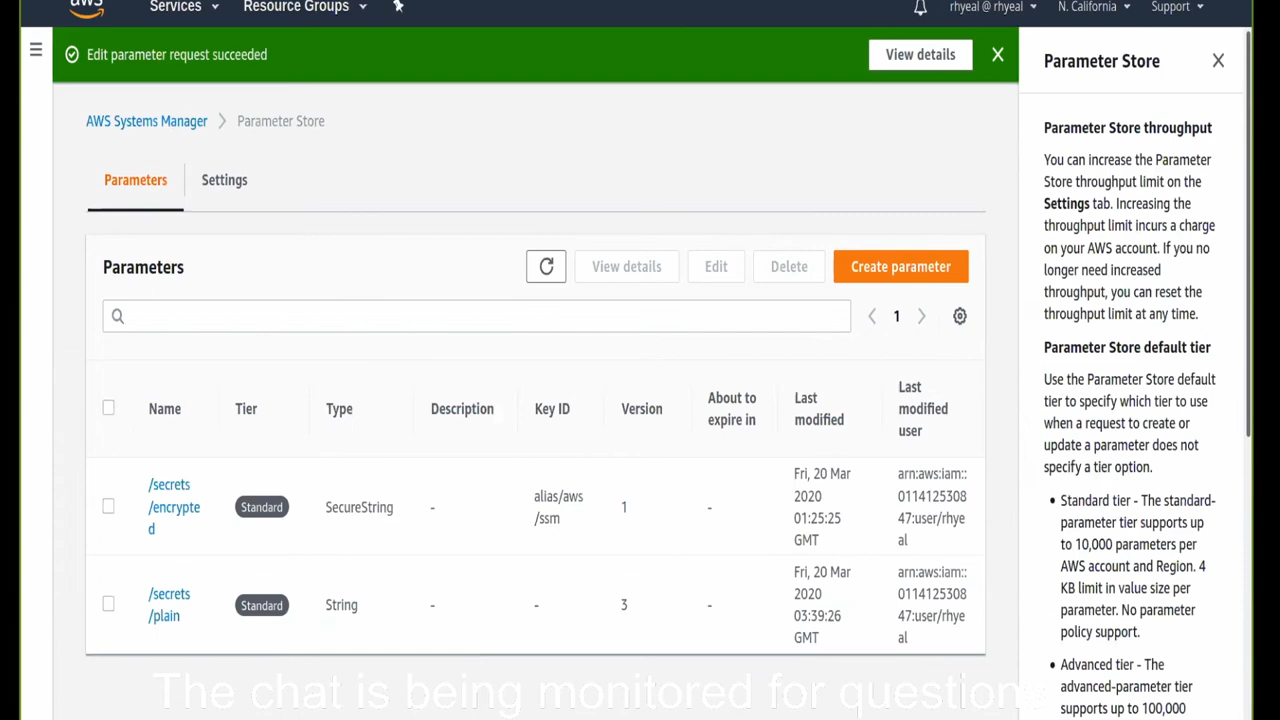 aws
Services
Resource Groups
rhyeal @ rhyeal
N. California
Support
Edit parameter request succeeded
View details
X
AWS Systems Manager
Parameter Store
Parameters
Settings
Parameters
View details
Edit
Delete
Create parameter
1
Name
Tier
Type
Description
Key ID
Version
About to
expire in
Last
modified
Last
modified
user
/secrets
/encrypte
d
Standard
SecureString
-
alias/aws
/ssm
1
-
Fri, 20 Mar
2020
01:25:25
GMT
arn:aws:iam::
0114125308
47:user/rhye
al
/secrets
/plain
Standard
String
-
-
3
-
Fri, 20 Mar
2020
03:39:26
GMT
arn:aws:iam::
0114125308
47:user/rhye
al
Parameter Store
X
Parameter Store throughput
You can increase the Parameter
Store throughput limit on the
Settings tab. Increasing the
throughput limit incurs a charge
on your AWS account. If you no
longer need increased
throughput, you can reset the
throughput limit at any time.
Parameter Store default tier
Use the Parameter Store default
tier to specify which tier to use
when a request to create or
update a parameter does not
specify a tier option.
• Standard tier - The standard-
parameter tier supports up
to 10,000 parameters per
AWS account and Region. 4
KB limit in value size per
parameter. No parameter
policy support.
• Advanced tier - The
advanced-parameter tier
supports up to 100,000
The chat is being monitored for questions